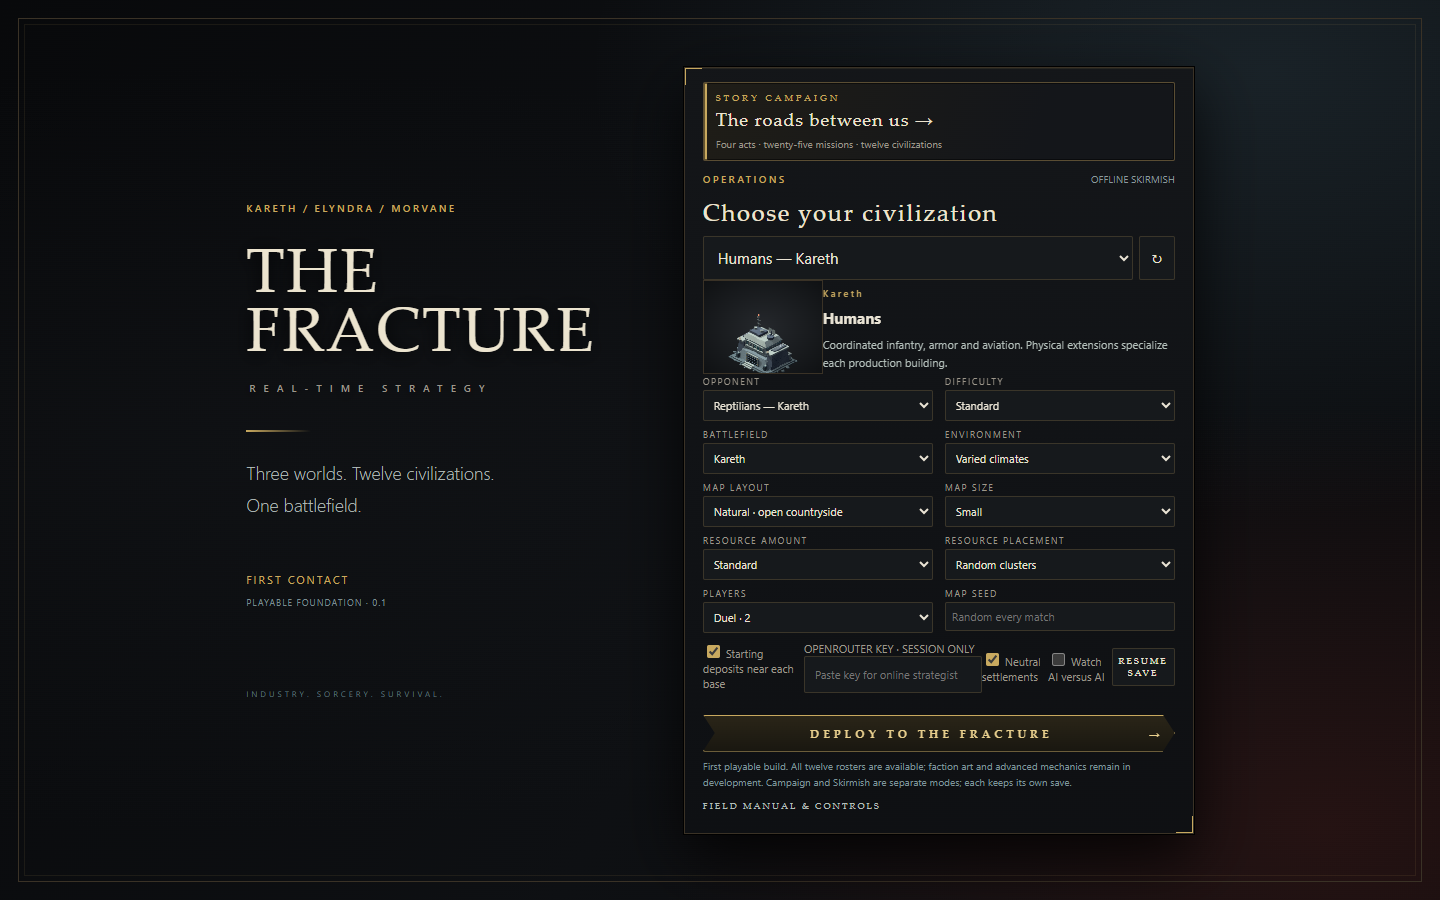 KARETH / ELYNDRA / MORVANE
THE
FRACTURE
REAL-TIME STRATEGY
Three worlds. Twelve civilizations.
One battlefield.
FIRST CONTACT
PLAYABLE FOUNDATION · 0.1
INDUSTRY. SORCERY. SURVIVAL.
STORY CAMPAIGN
The roads between us →
Four acts · twenty-five missions · twelve civilizations
OPERATIONS
OFFLINE SKIRMISH
Choose your civilization
Humans — Kareth
↻
Kareth
Humans
Coordinated infantry, armor and aviation. Physical extensions specialize
each production building.
OPPONENT
Reptilians — Kareth
DIFFICULTY
Standard
BATTLEFIELD
Kareth
ENVIRONMENT
Varied climates
MAP LAYOUT
Natural · open countryside
MAP SIZE
Small
RESOURCE AMOUNT
Standard
RESOURCE PLACEMENT
Random clusters
PLAYERS
Duel · 2
MAP SEED
Random every match
Starting
deposits near each
base
OPENROUTER KEY · SESSION ONLY
Paste key for online strategist
Neutral
settlements
Watch
AI versus AI
RESUME
SAVE
DEPLOY TO THE FRACTURE →
First playable build. All twelve rosters are available; faction art and advanced mechanics remain in
development. Campaign and Skirmish are separate modes; each keeps its own save.
FIELD MANUAL & CONTROLS